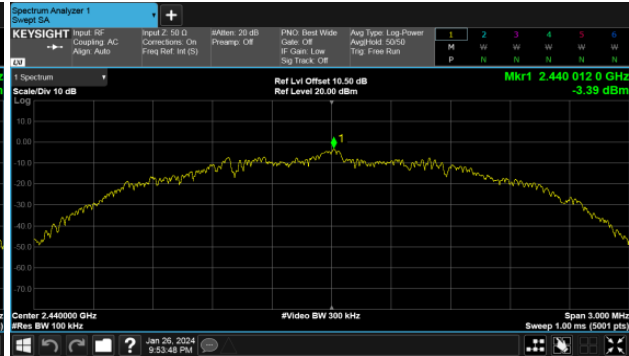 Spectrum Analyzer 1
Swept SA
+
KEYSIGHT Input: RF Input Z: 50 Ω #Atten: 20 dB PNO: Best Wide Avg Type: Log-Power 1 2 3 4 5 6
Coupling: AC Corrections: On Preamp: Off Gate: Off Avg|Hold: 50/50 M W W W W W
Align: Auto Freq Ref: Int (S) IF Gain: Low Trig: Free Run
LXI Sig Track: Off P N N N N N
1 Spectrum Ref Lvl Offset 10.50 dB Mkr1 2.440 012 0 GHz
Scale/Div 10 dB Ref Level 20.00 dBm -3.39 dBm
Log
10.0
1
0.00
-10.0
-20.0
-30.0
-40.0
-50.0
-60.0
-70.0
Center 2.440000 GHz #Video BW 300 kHz Span 3.000 MHz
#Res BW 100 kHz Sweep 1.00 ms (5001 pts)
? Jan 26, 2024
9:53:48 PM